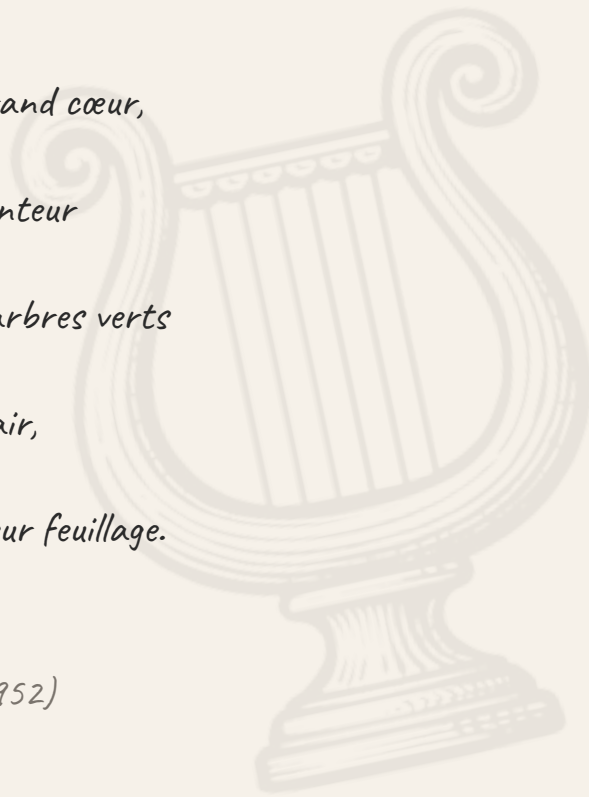 and cœur,
nteur
arbres verts
air,
ur feuillage.
952)